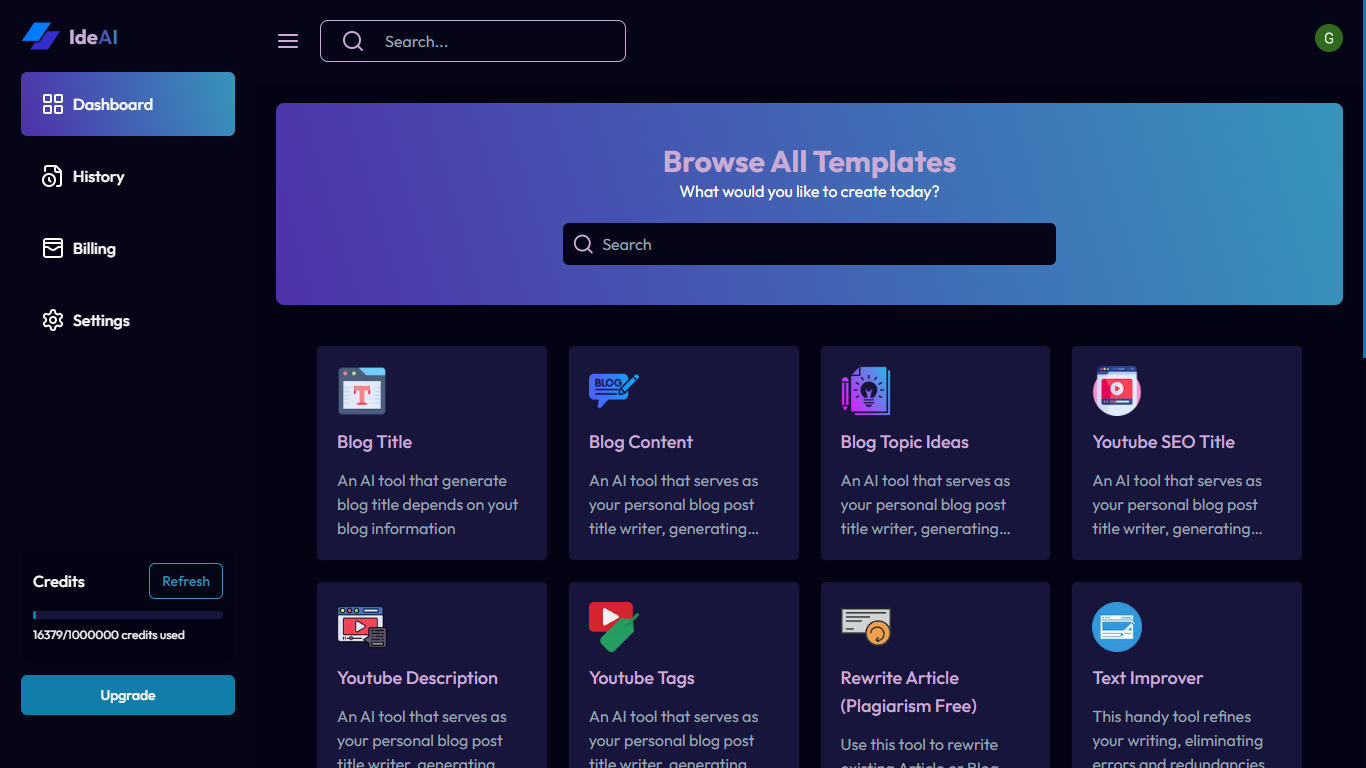 IdeAI
Search...
G
Dashboard
History
Billing
Settings
Credits
Refresh
16379/1000000 credits used
Upgrade
Browse All Templates
What would you like to create today?
Search
T
Blog Title
An AI tool that generate
blog title depends on yout
blog information
BLOG
Blog Content
An AI tool that serves as
your personal blog post
title writer, generating...
Blog Topic Ideas
An AI tool that serves as
your personal blog post
title writer, generating...
Youtube SEO Title
An AI tool that serves as
your personal blog post
title writer, generating...
Youtube Description
An AI tool that serves as
your personal blog post
title writer, generating
Youtube Tags
An AI tool that serves as
your personal blog post
title writer, generating
Rewrite Article
(Plagiarism Free)
Use this tool to rewrite
existing Article or Blog
Text Improver
This handy tool refines
your writing, eliminating
errors and redundancies